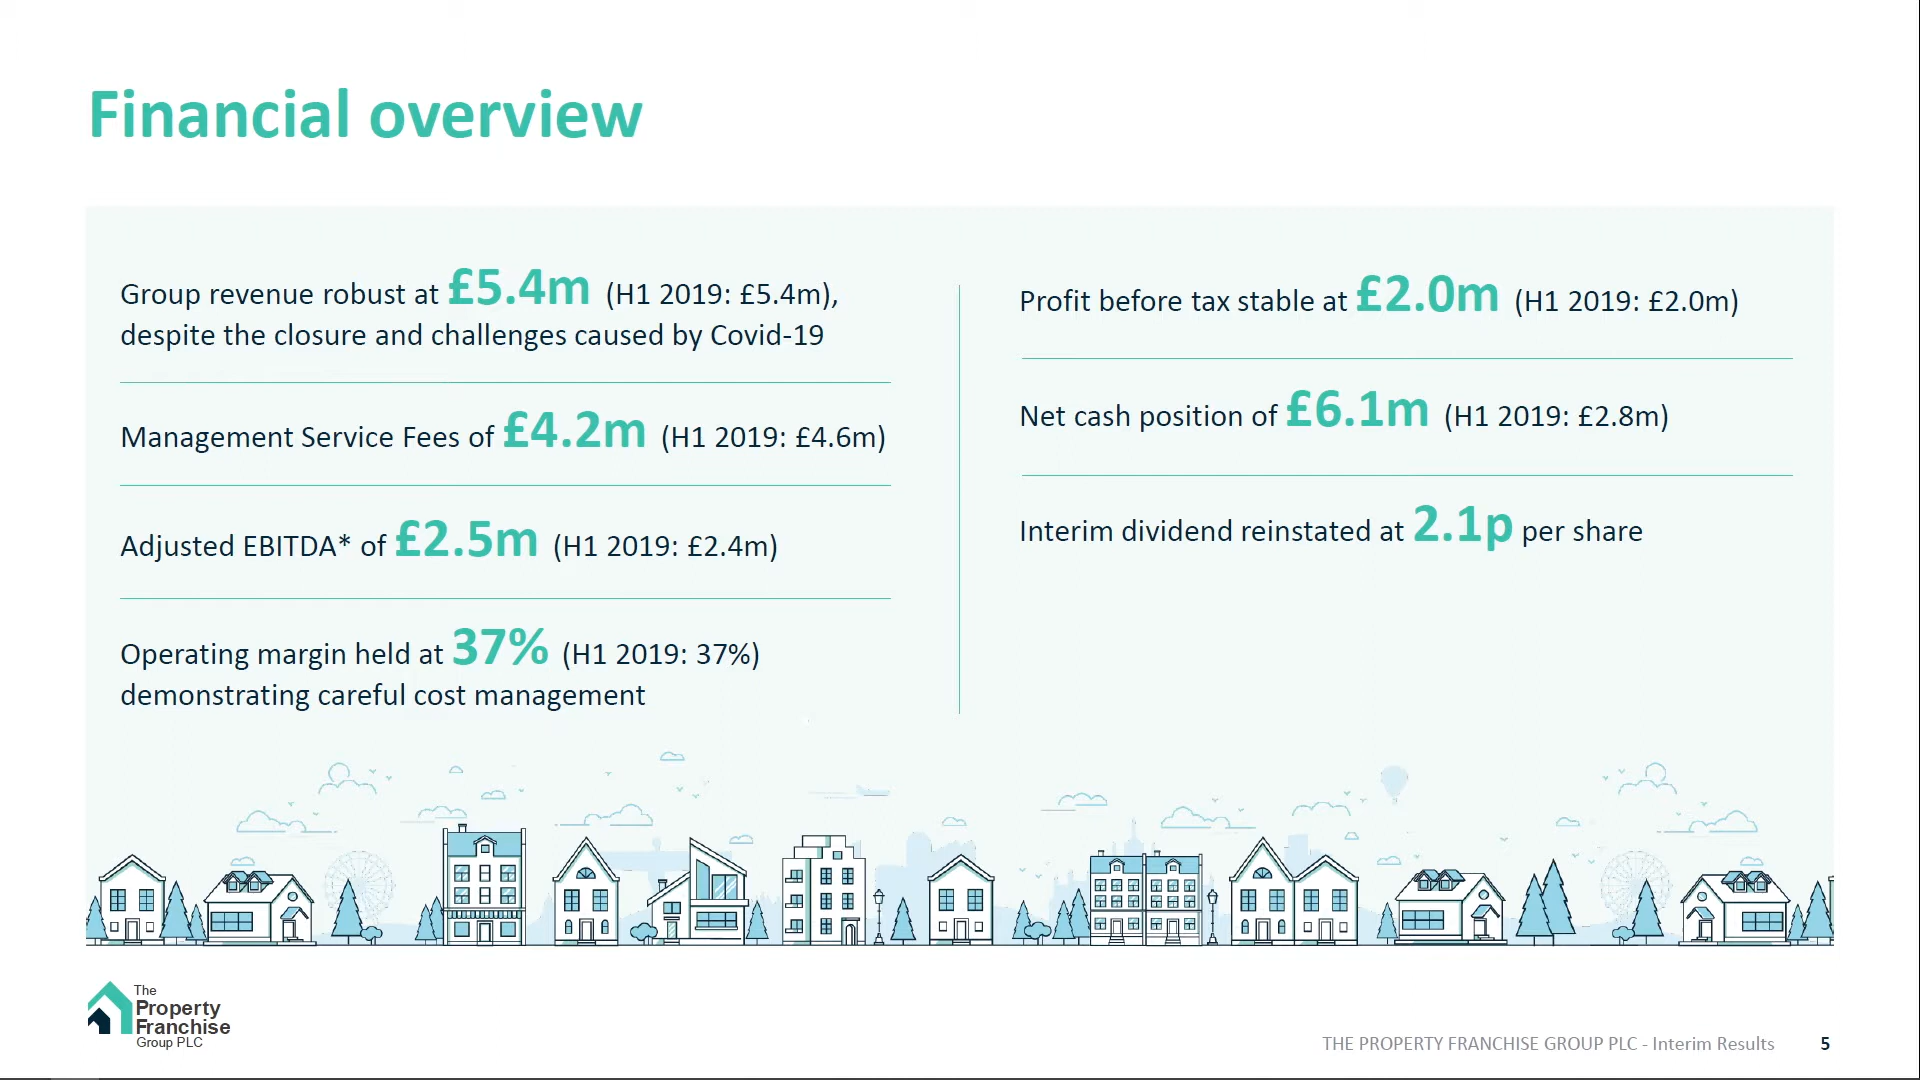 Financial overview
Group revenue robust at £5.4m (H1 2019: £5.4m),
despite the closure and challenges caused by Covid-19
Management Service Fees of £4.2m (H1 2019: £4.6m)
Adjusted EBITDA* of £2.5m (H1 2019: £2.4m)
Operating margin held at 37% (H1 2019: 37%)
demonstrating careful cost management
Profit before tax stable at £2.0m (H1 2019: £2.0m)
Net cash position of £6.1m (H1 2019: £2.8m)
Interim dividend reinstated at 2.1p per share
The
Property
Franchise
Group PLC
THE PROPERTY FRANCHISE GROUP PLC - Interim Results 5